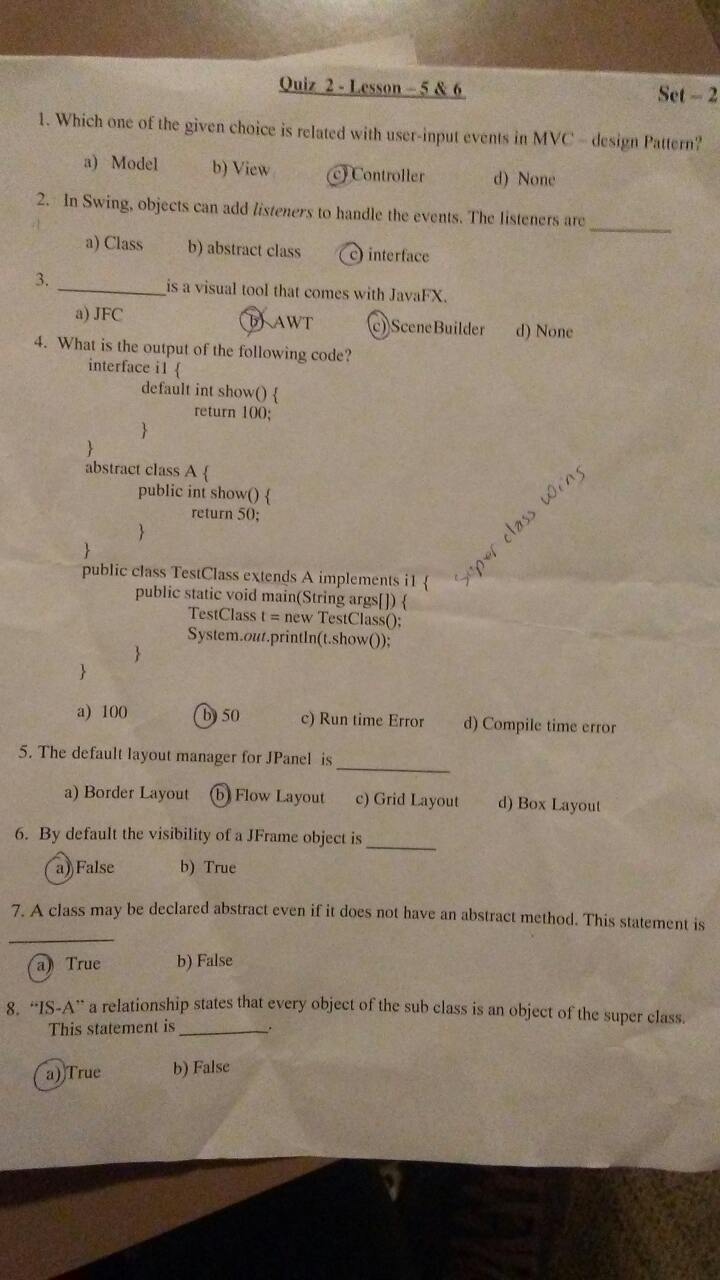 Quiz 2 - Lesson - 5 & 6
Set - 2
1. Which one of the given choice is related with user-input events in MVC - design Pattern?
a) Model b) View c) Controller d) None
2. In Swing, objects can add listeners to handle the events. The listeners are ________
a) Class b) abstract class c) interface
3. ________is a visual tool that comes with JavaFX.
a) JFC b) AWT c) SceneBuilder d) None
4. What is the output of the following code?
interface i1 {
default int show() {
return 100;
}
}
abstract class A {
public int show() {
return 50;
}
}
public class TestClass extends A implements i1 {
public static void main(String args[]) {
TestClass t = new TestClass();
System.out.println(t.show());
}
}
super class wins
a) 100 b) 50 c) Run time Error d) Compile time error
5. The default layout manager for JPanel is ________
a) Border Layout b) Flow Layout c) Grid Layout d) Box Layout
6. By default the visibility of a JFrame object is ________
a) False b) True
7. A class may be declared abstract even if it does not have an abstract method. This statement is
________
a) True b) False
8. “IS-A” a relationship states that every object of the sub class is an object of the super class.
This statement is ________.
a) True b) False